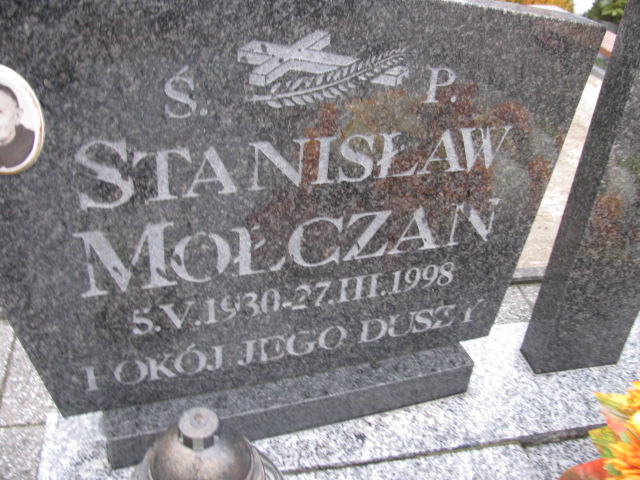 Ś. P.
STANISŁAW
MOŁCZAN
5.V.1930-27.III.1998
POKÓJ JEGO DUSZY